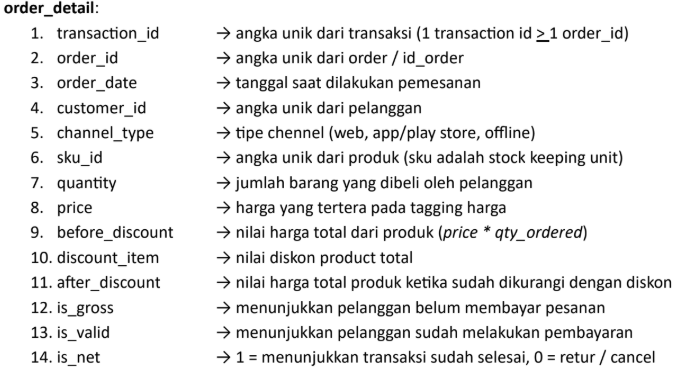 order_detail:
1. transaction_id → angka unik dari transaksi (1 transaction id ≥ 1 order_id)
2. order_id → angka unik dari order / id_order
3. order_date → tanggal saat dilakukan pemesanan
4. customer_id → angka unik dari pelanggan
5. channel_type → tipe chennel (web, app/play store, offline)
6. sku_id → angka unik dari produk (sku adalah stock keeping unit)
7. quantity → jumlah barang yang dibeli oleh pelanggan
8. price → harga yang tertera pada tagging harga
9. before_discount → nilai harga total dari produk (price * qty_ordered)
10. discount_item → nilai diskon product total
11. after_discount → nilai harga total produk ketika sudah dikurangi dengan diskon
12. is_gross → menunjukkan pelanggan belum membayar pesanan
13. is_valid → menunjukkan pelanggan sudah melakukan pembayaran
14. is_net → 1 = menunjukkan transaksi sudah selesai, 0 = retur / cancel